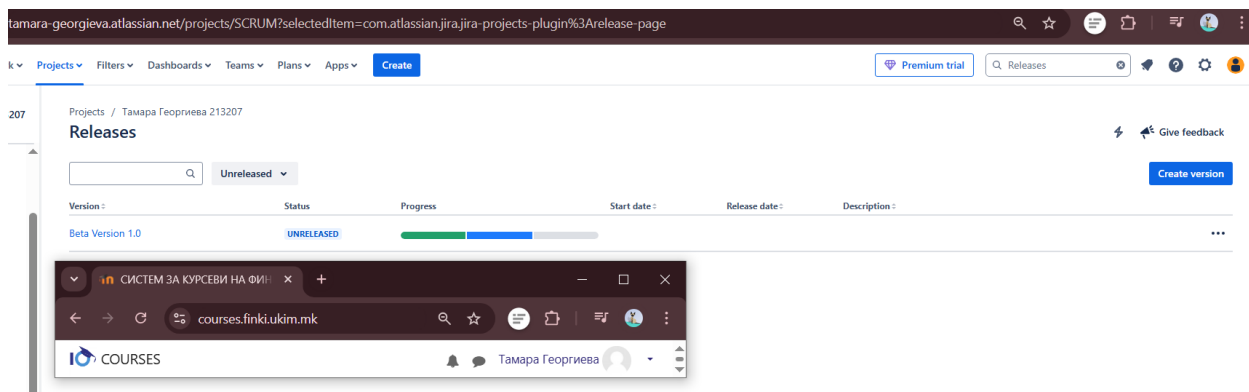 tamara-georgieva.atlassian.net/projects/SCRUM?selectedItem=com.atlassian.jira.jira-projects-plugin%3Arelease-page
k Projects Filters Dashboards Teams Plans Apps Create Premium trial Releases
207
Projects / Тамара Георгиева 213207
Releases
Give feedback
Unreleased
Create version
Version Status Progress Start date Release date Description
Beta Version 1.0 UNRELEASED
СИСТЕМ ЗА КУРСЕВИ НА ФИН
courses.finki.ukim.mk
COURSES Тамара Георгиева